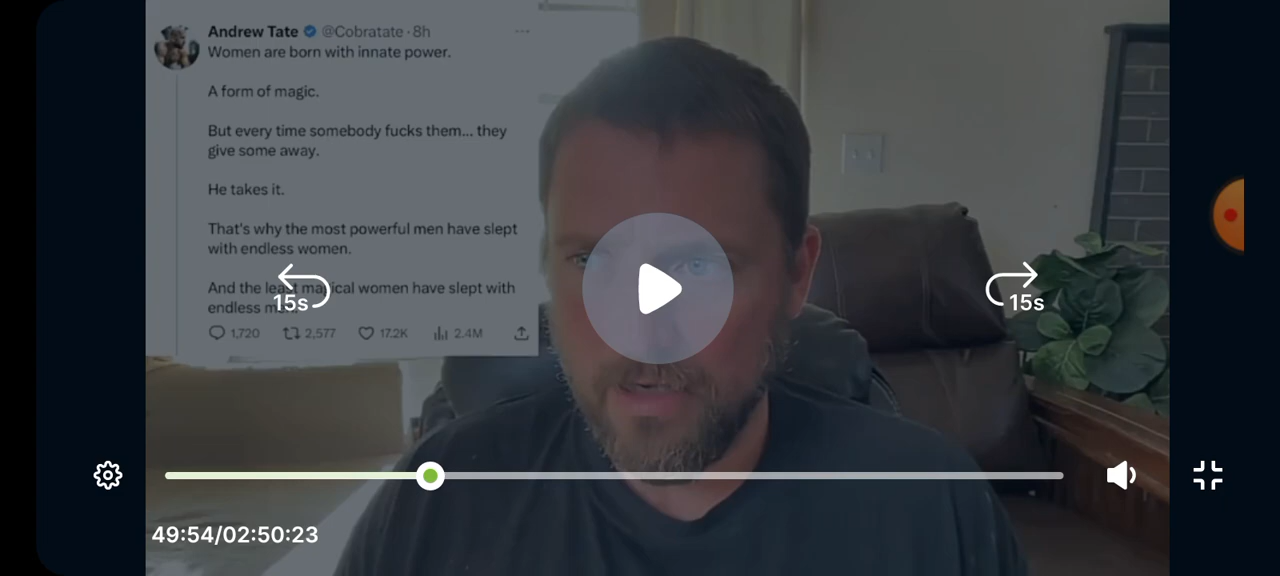 Andrew Tate @Cobratate · 8h
Women are born with innate power.
A form of magic.
But every time somebody fucks them... they
give some away.
He takes it.
That's why the most powerful men have slept
with endless women.
And the least magical women have slept with
endless
1,720 2,577 17.2K 2.4M
15s
15s
49:54/02:50:23